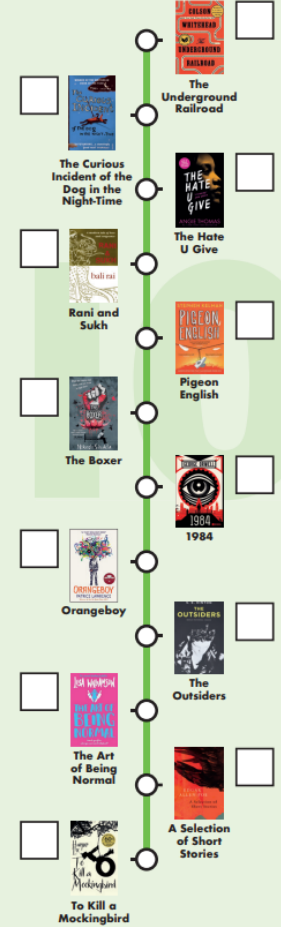 COLSON
WHITEHEAD
THE
UNDERGROUND
RAILROAD
The
Underground
Railroad
The Curious
Incident of the
Dog in the
Night-Time
THE
HATE
U
GIVE
ANGIE THOMAS
The Hate
U Give
bali rai
Rani and
Sukh
STEPHEN KELMAN
PIGEON
ENGLISH
Pigeon
English
THE
BOXER
The Boxer
GEORGE ORWELL
1984
1984
ORANGEBOY
PATRICE LAWRENCE
Orangeboy
THE
OUTSIDERS
The
Outsiders
LISA WILLIAMSON
THE ART OF
BEING
NORMAL
The Art
of Being
Normal
A Selection
of Short
Stories
Harper
Lee
To
Kill a
Mockingbird
To Kill a
Mockingbird
10